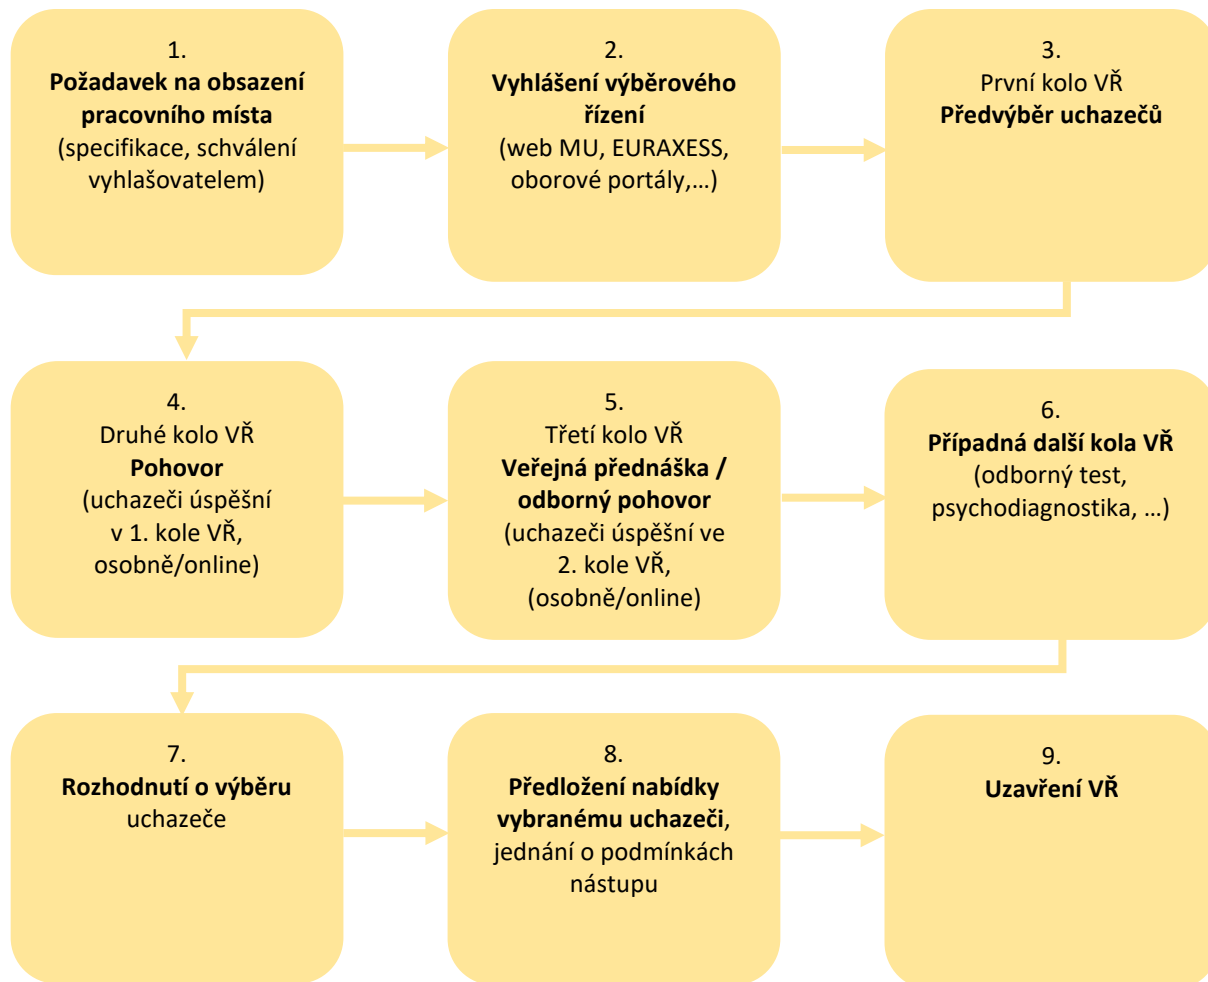 1.
Požadavek na obsazení
pracovního místa
(specifikace, schválení
vyhlašovatelem)
2.
Vyhlášení výběrového
řízení
(web MU, EURAXESS,
oborové portály,…)
3.
První kolo VŘ
Předvýběr uchazečů
4.
Druhé kolo VŘ
Pohovor
(uchazeči úspěšní
v 1. kole VŘ,
osobně/online)
5.
Třetí kolo VŘ
Veřejná přednáška /
odborný pohovor
(uchazeči úspěšní ve
2. kole VŘ,
(osobně/online)
6.
Případná další kola VŘ
(odborný test,
psychodiagnostika, …)
7.
Rozhodnutí o výběru
uchazeče
8.
Předložení nabídky
vybranému uchazeči,
jednání o podmínkách
nástupu
9.
Uzavření VŘ